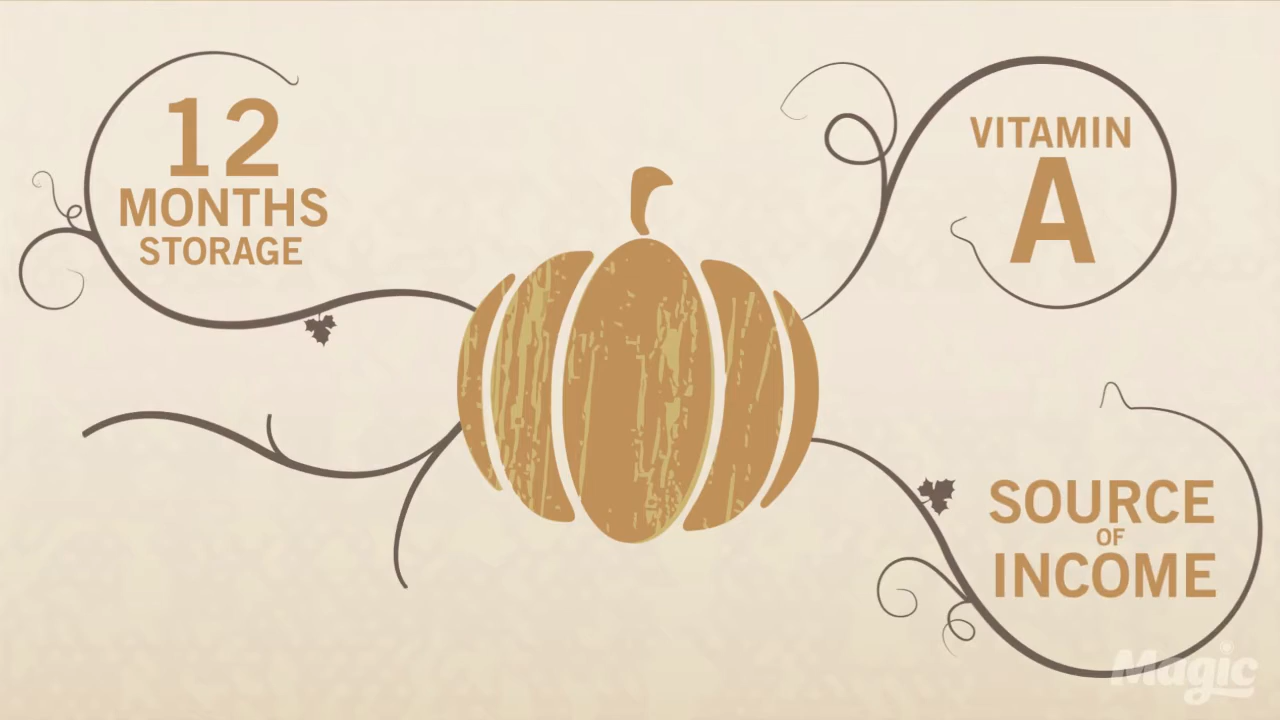 12
MONTHS
STORAGE
VITAMIN
A
SOURCE
OF
INCOME
Magic